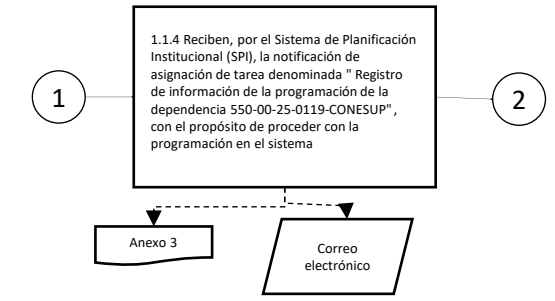 1.1.4 Reciben, por el Sistema de Planificación
Institucional (SPI), la notificación de
asignación de tarea denominada " Registro
de información de la programación de la
dependencia 550-00-25-0119-CONESUP" ,
con el propósito de proceder con la
programación en el sistema
1
2
Anexo 3
Correo
electrónico